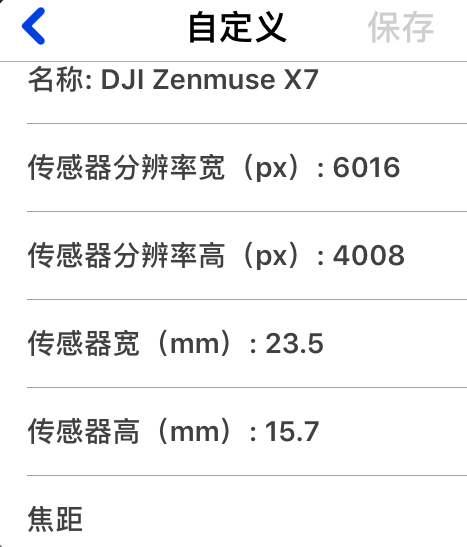 自定义
保存
名称: DJI Zenmuse X7
传感器分辨率宽（px）: 6016
传感器分辨率高（px）: 4008
传感器宽（mm）: 23.5
传感器高（mm）: 15.7
焦距